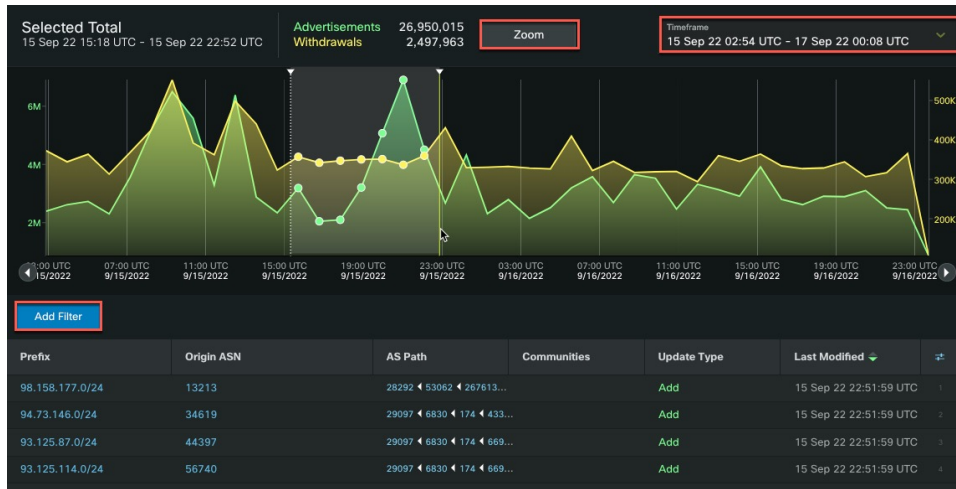 Selected Total
15 Sep 22 15:18 UTC - 15 Sep 22 22:52 UTC
Advertisements 26,950,015
Withdrawals 2,497,963
Zoom
Timeframe
15 Sep 22 02:54 UTC - 17 Sep 22 00:08 UTC
6M
4M
2M
500K
400K
300K
200K
:00 UTC 07:00 UTC 11:00 UTC 15:00 UTC 19:00 UTC 23:00 UTC 03:00 UTC 07:00 UTC 11:00 UTC 15:00 UTC 19:00 UTC 23:00 UTC
15/2022 9/15/2022 9/15/2022 9/15/2022 9/15/2022 9/15/2022 9/16/2022 9/16/2022 9/16/2022 9/16/2022 9/16/2022 9/16/2022
Add Filter
Prefix Origin ASN AS Path Communities Update Type Last Modified
98.158.177.0/24 13213 28292 53062 267613... Add 15 Sep 22 22:51:59 UTC 1
94.73.146.0/24 34619 29097 6830 174 433... Add 15 Sep 22 22:51:59 UTC 2
93.125.87.0/24 44397 29097 6830 174 669... Add 15 Sep 22 22:51:59 UTC 3
93.125.114.0/24 56740 29097 6830 174 669... Add 15 Sep 22 22:51:59 UTC 4